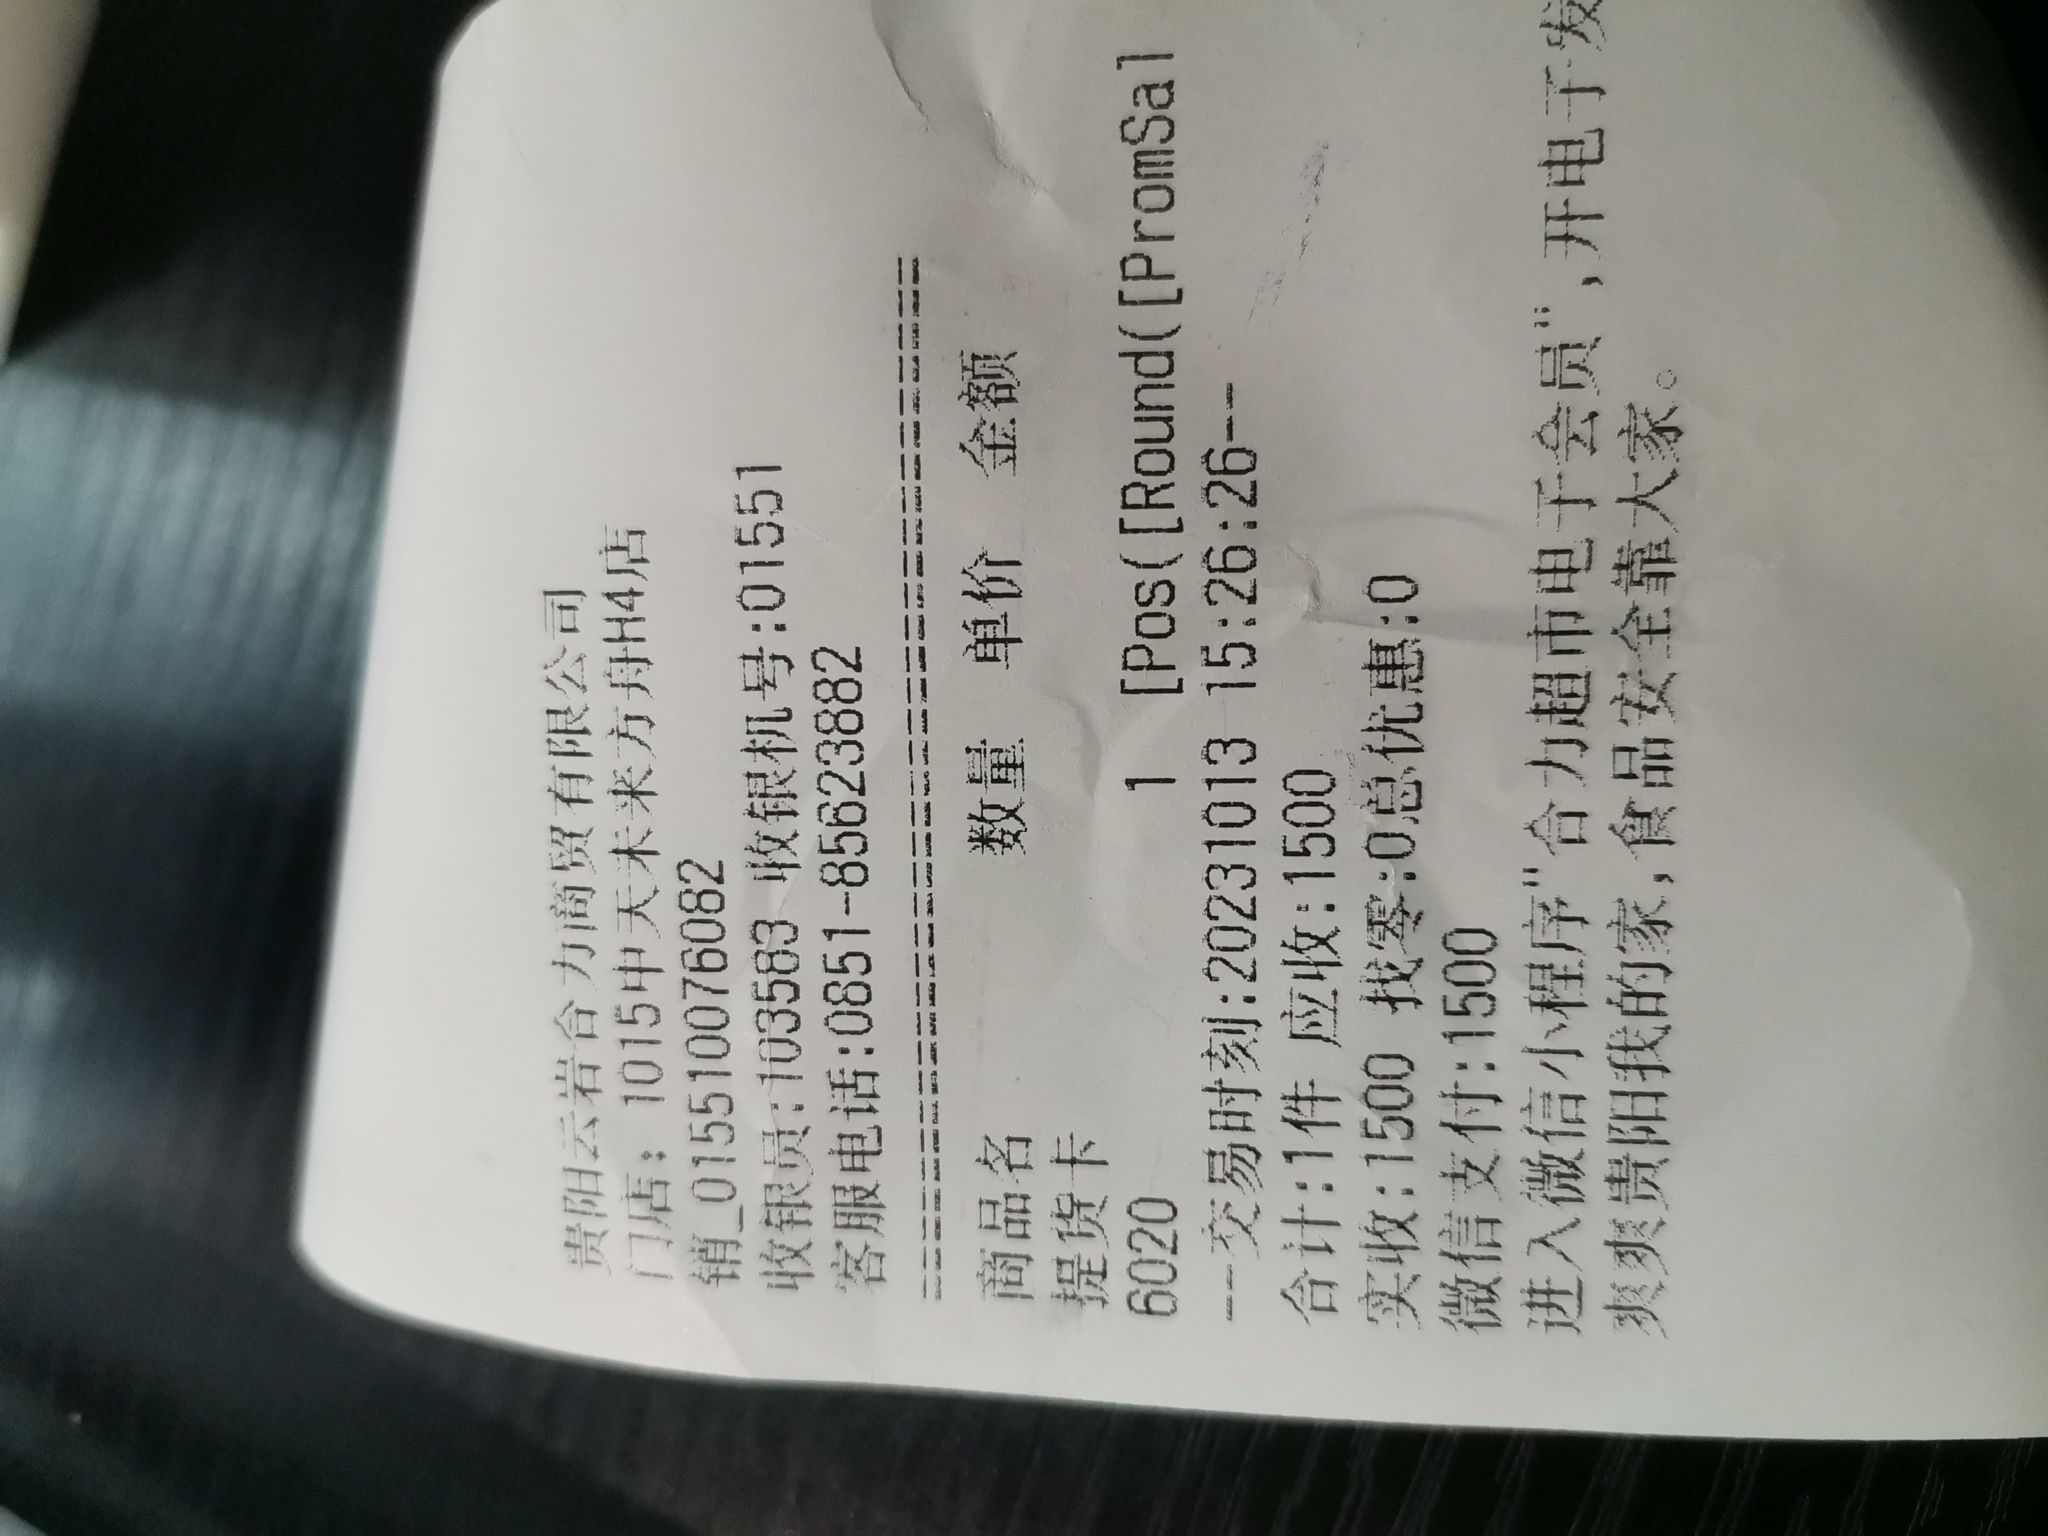 贵阳云岩合力商贸有限公司
门店：1015中天未来方舟H4店
销_015510076082
收银员:103583 收银机号:01551
客服电话:0851-85623882
================================
商品名 数量 单价 金额
提货卡
6020 1 [Pos([Round([PromSal
--交易时刻:20231013 15:26:26--
合计:1件 应收:1500
实收:1500 找零:0总优惠:0
微信支付:1500
进入微信小程序"合力超市电子会员",开电子发
爽爽贵阳我的家,食品安全靠大家。